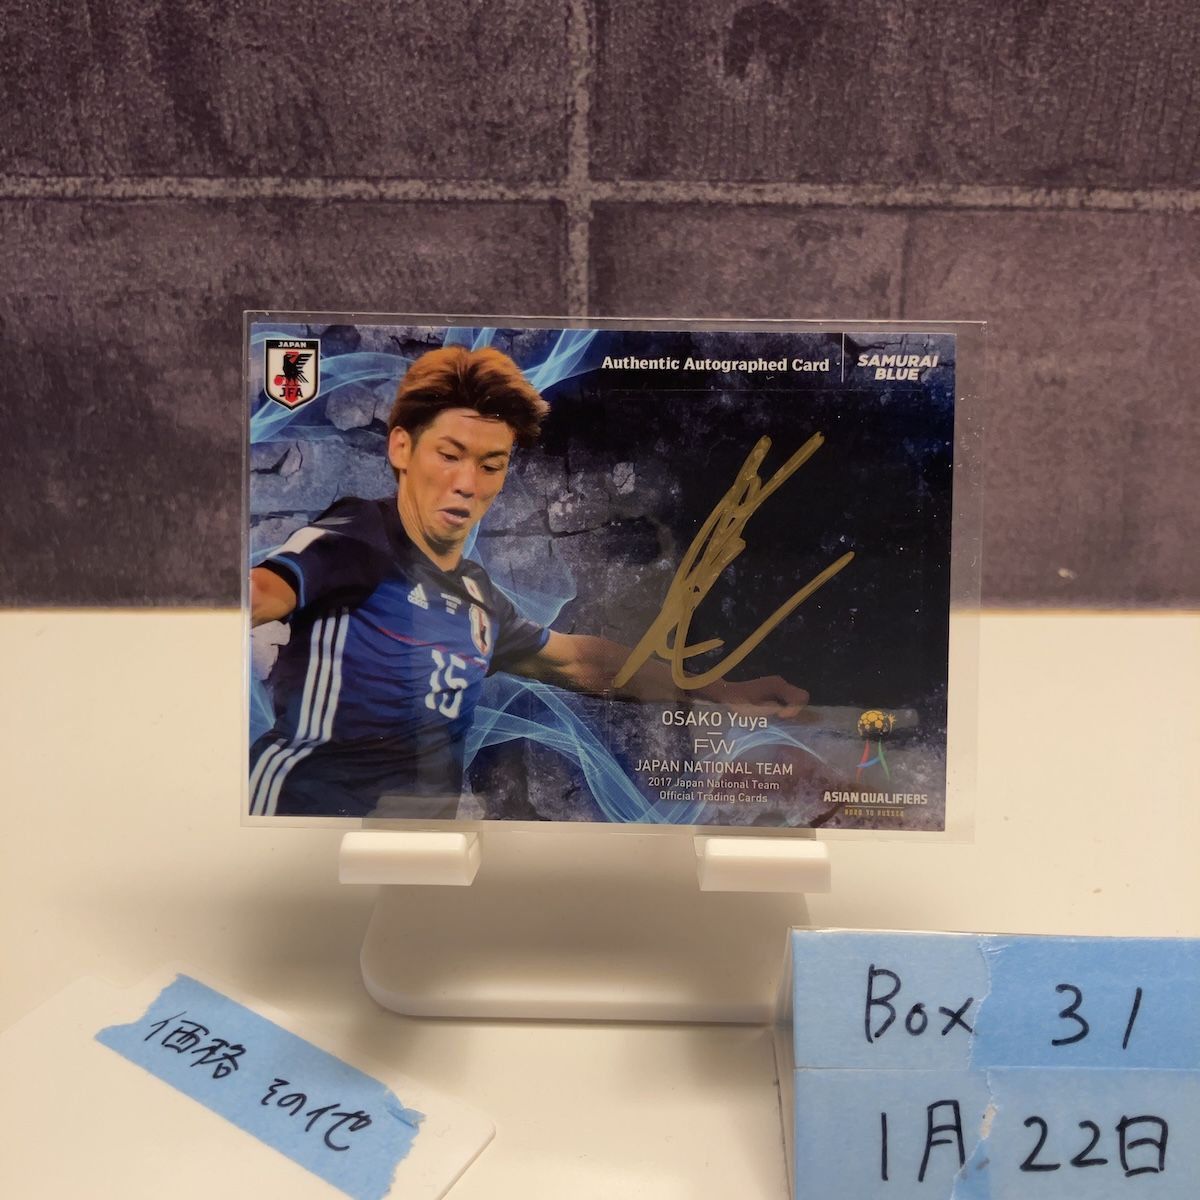 JAPAN
JFA
Authentic Autographed Card
SAMURAI
BLUE
adidas
15
OSAKO Yuya
FW
JAPAN NATIONAL TEAM
2017 Japan National Team
Official Trading Cards
ASIAN QUALIFIERS
ROAD TO RUSSIA
価格 その他
Box 31
1月22日